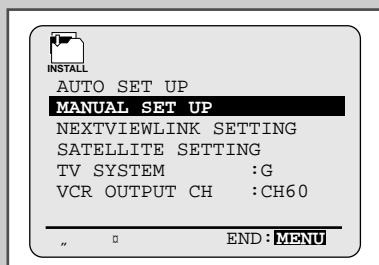 INSTALL
AUTO SET UP
MANUAL SET UP
NEXTVIEWLINK SETTING
SATELLITE SETTING
TV SYSTEM :G
VCR OUTPUT CH :CH60
„ ¤ END:MENU